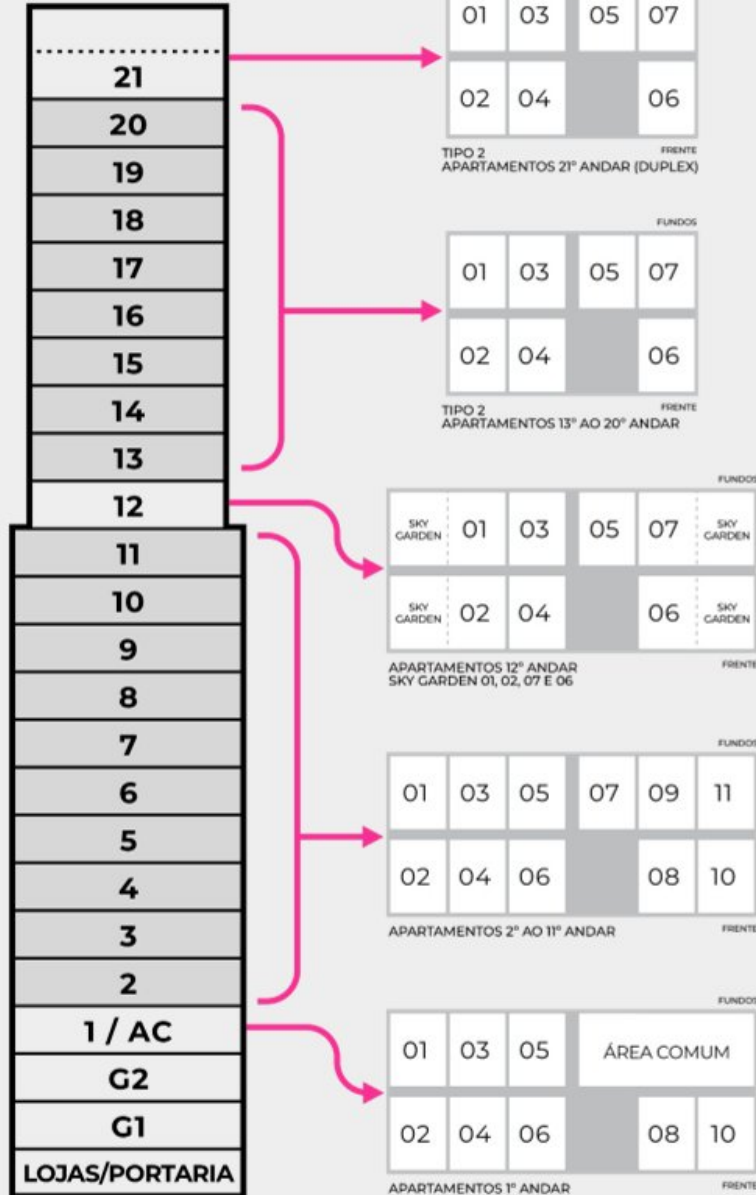 21
20
19
18
17
16
15
14
13
12
11
10
9
8
7
6
5
4
3
2
1 / AC
G2
G1
LOJAS/PORTARIA
01 03 05 07
02 04 06
TIPO 2 FRENTE
APARTAMENTOS 21º ANDAR (DUPLEX)
FUNDOS
01 03 05 07
02 04 06
TIPO 2 FRENTE
APARTAMENTOS 13º AO 20º ANDAR
FUNDOS
SKY GARDEN 01 03 05 07 SKY GARDEN
SKY GARDEN 02 04 06 SKY GARDEN
APARTAMENTOS 12º ANDAR FRENTE
SKY GARDEN 01, 02, 07 E 06
FUNDOS
01 03 05 07 09 11
02 04 06 08 10
APARTAMENTOS 2º AO 11º ANDAR FRENTE
FUNDOS
01 03 05 ÁREA COMUM
02 04 06 08 10
APARTAMENTOS 1º ANDAR FRENTE